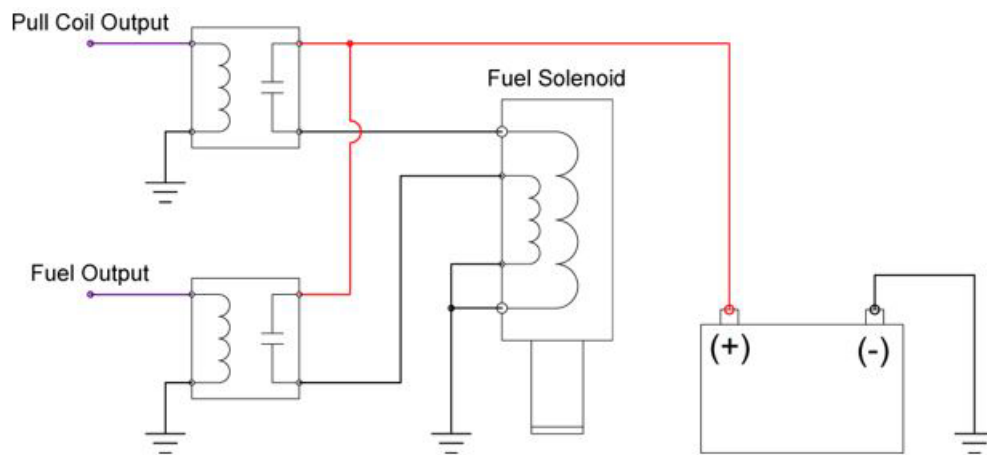 Pull Coil Output
Fuel Solenoid
Fuel Output
(+) (-)